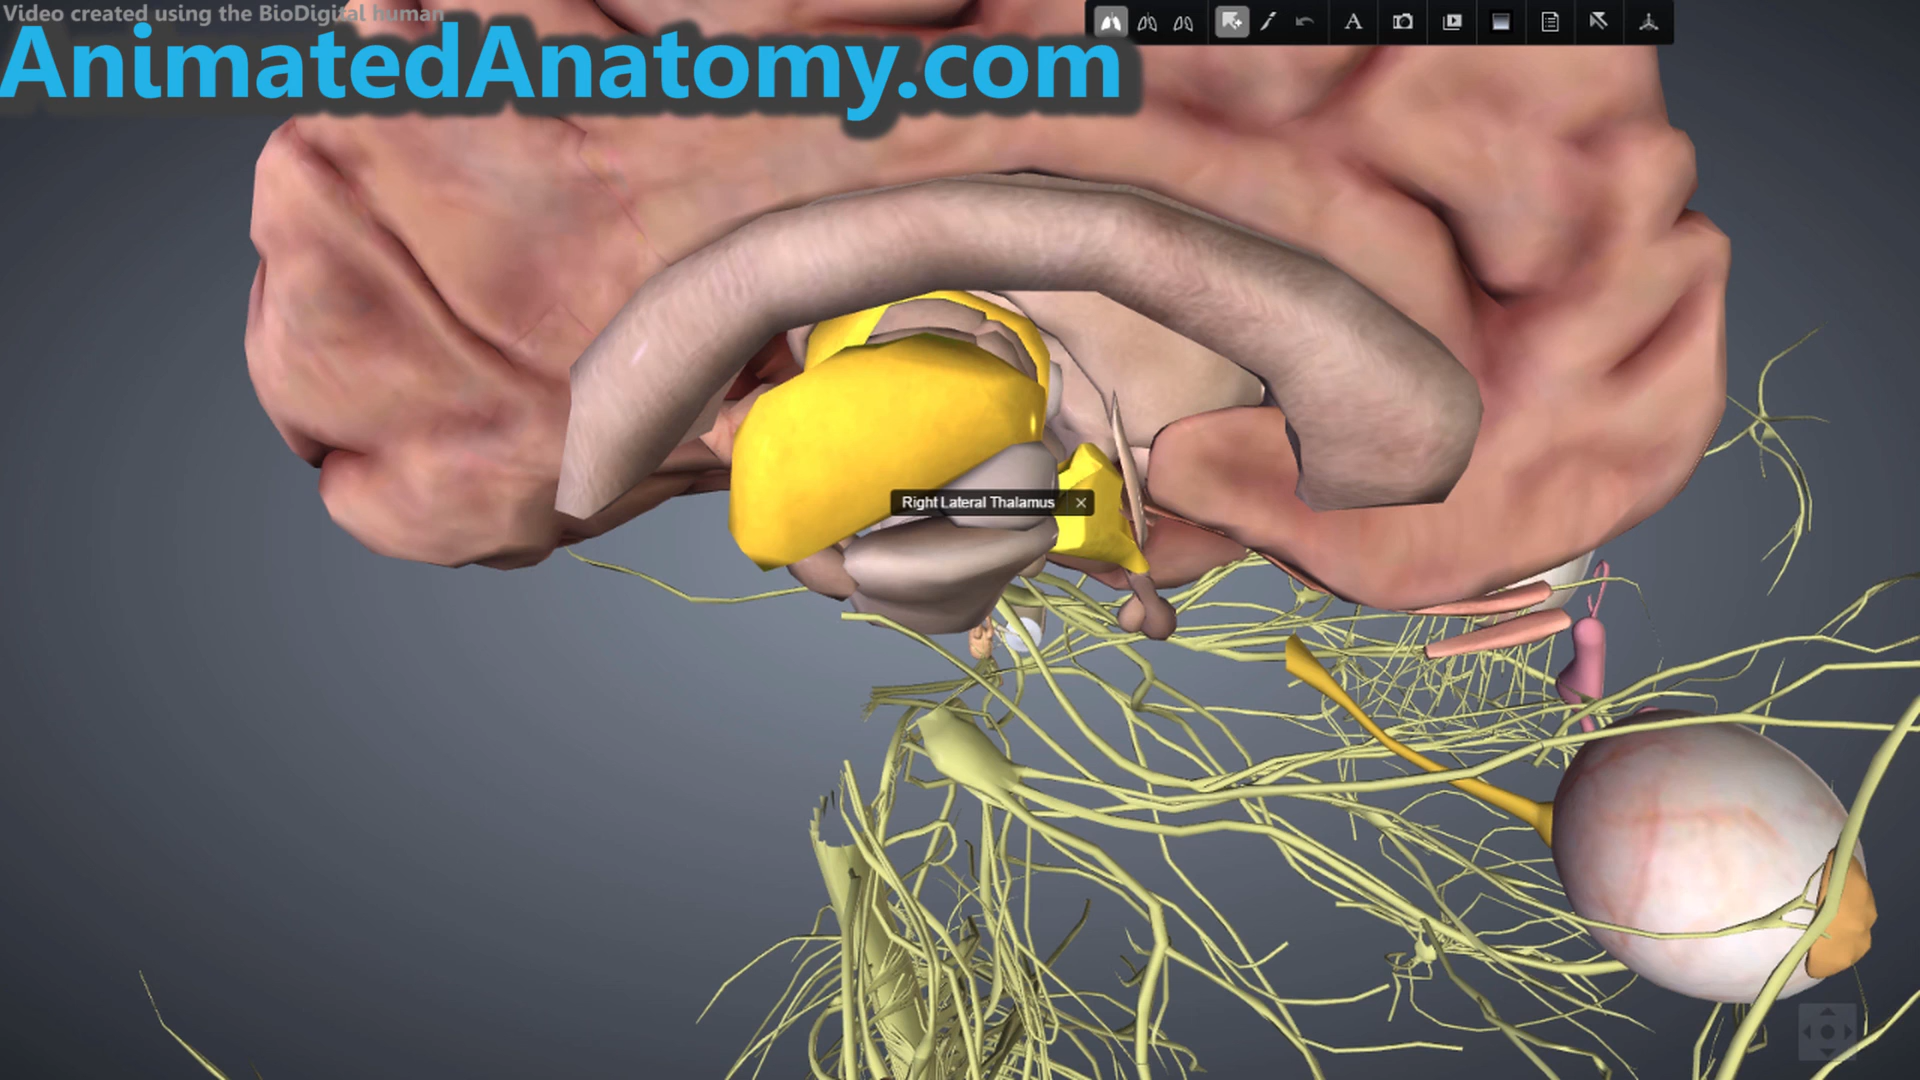 Video created using the BioDigital human
AnimatedAnatomy.com
A
Right Lateral Thalamus ×